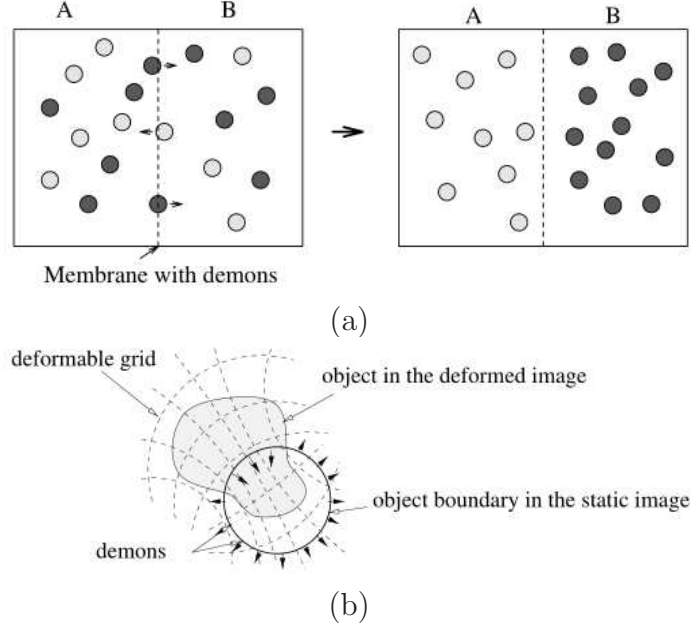 A B
A B
Membrane with demons
(a)
deformable grid
object in the deformed image
object boundary in the static image
demons
(b)